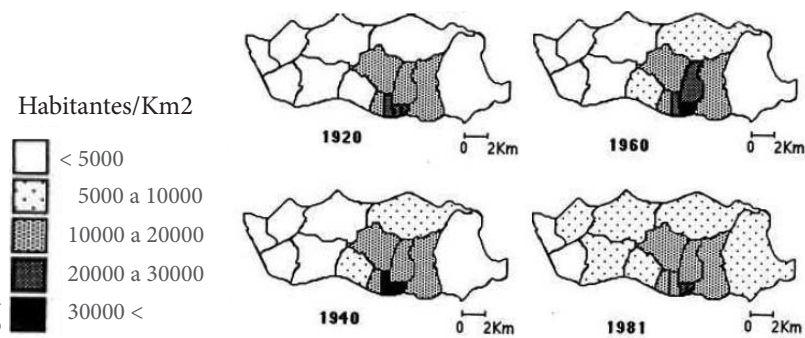 Habitantes/Km2
< 5000
5000 a 10000
10000 a 20000
20000 a 30000
30000 <
1920
0 2Km
1960
0 2Km
1940
0 2Km
1981
0 2Km